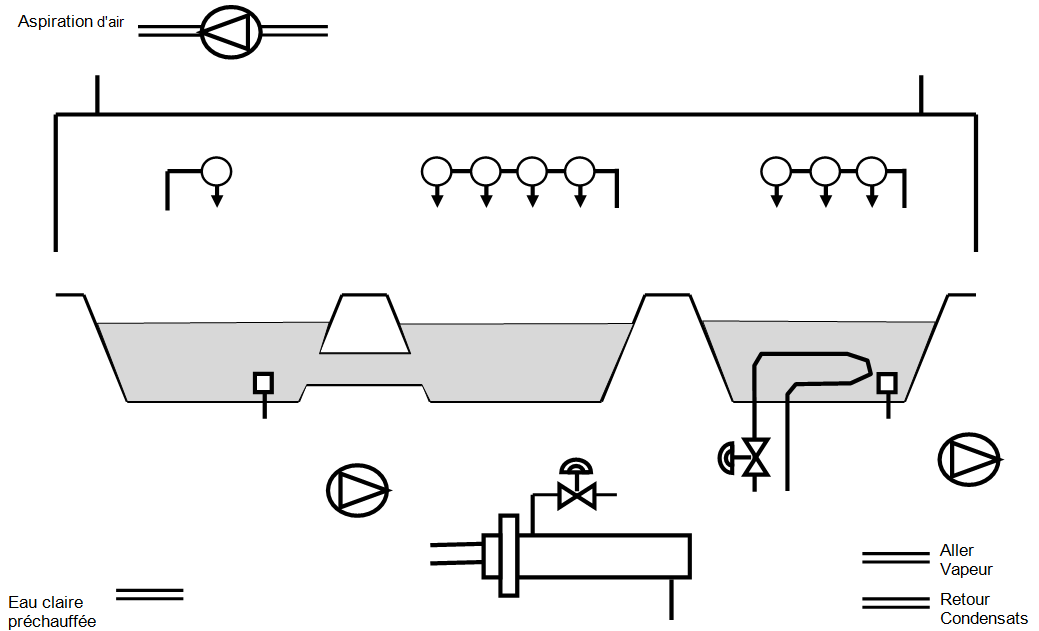 Aspiration d'air
Aller
Vapeur
Eau claire
préchauffée
Retour
Condensats